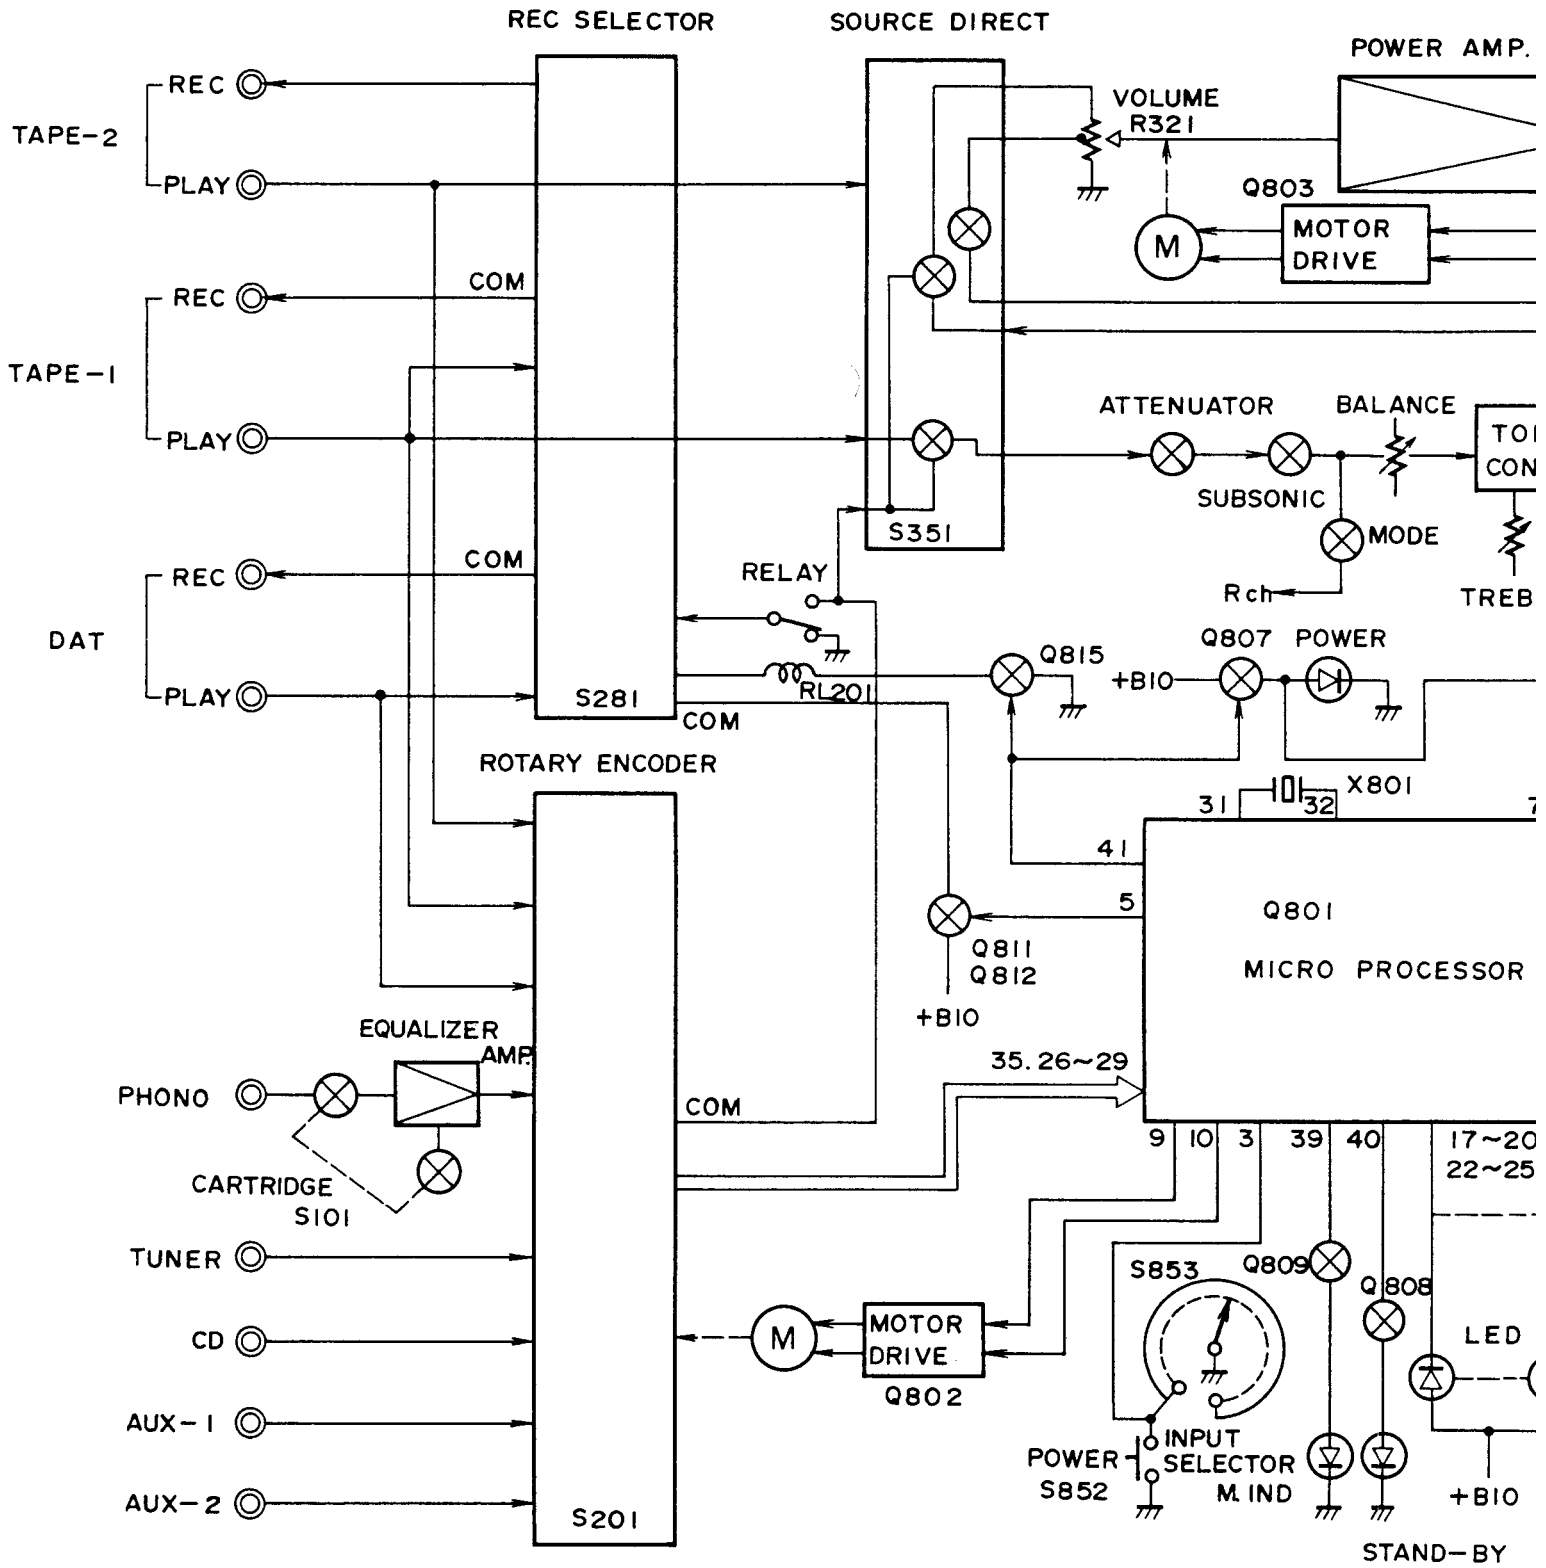 REC SELECTOR
SOURCE DIRECT
POWER AMP.
REC
TAPE-2
PLAY
VOLUME
R321
Q803
M
MOTOR
DRIVE
REC
COM
TAPE-1
PLAY
ATTENUATOR
BALANCE
TO
CON
SUBSONIC
S351
MODE
Rch
TREB
REC
COM
DAT
PLAY
RELAY
RL201
S281
COM
Q815
Q807
POWER
+B10
ROTARY ENCODER
X801
31
32
7
41
5
Q801
MICRO PROCESSOR
Q811
Q812
+B10
35.26~29
EQUALIZER
AMP.
PHONO
COM
CARTRIDGE
S101
9
10
3
39
40
17~20
22~25
TUNER
S853
Q809
Q808
CD
M
MOTOR
DRIVE
Q802
LED
AUX-1
INPUT
SELECTOR
M.IND
POWER
S852
+B10
AUX-2
S201
STAND-BY